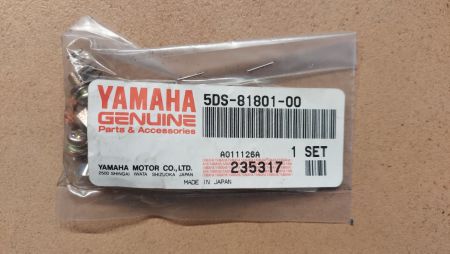 YAMAHA
GENUINE
Parts & Accessories
5DS-81801-00
A011126A
1 SET
YAMAHA MOTOR CO.,LTD.
2500 SHINGAI IWATA SHIZUOKA JAPAN
235317
MADE IN JAPAN